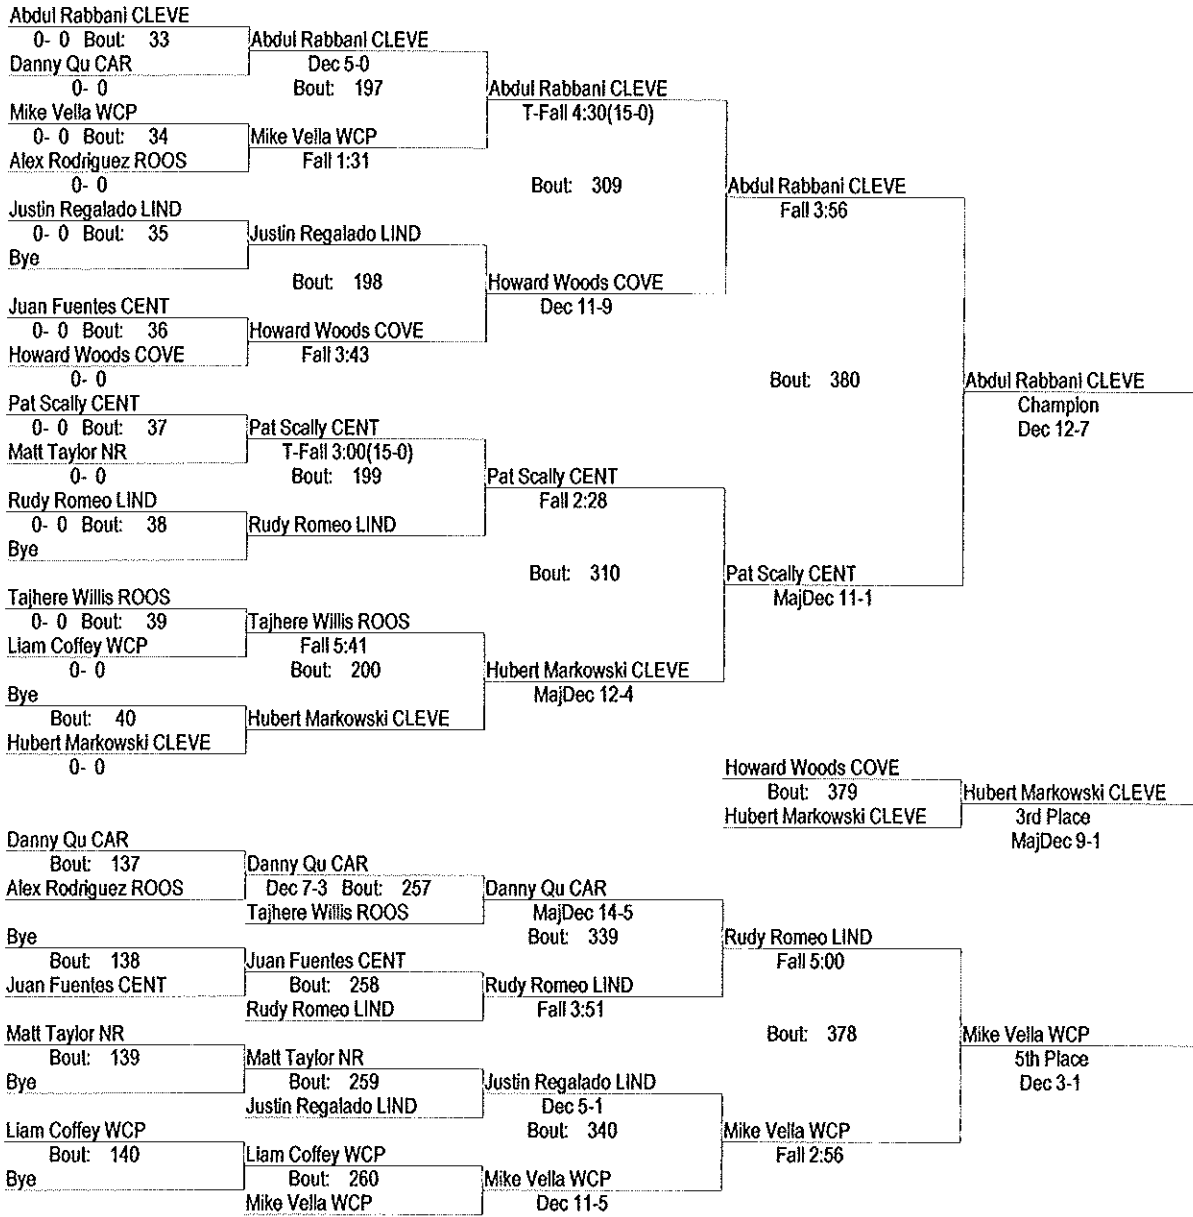 Abdul Rabbani CLEVE
0- 0 Bout: 33
Abdul Rabbani CLEVE
Danny Qu CAR
Dec 5-0
0- 0
Bout: 197
Abdul Rabbani CLEVE
Mike Vella WCP
T-Fall 4:30(15-0)
0- 0 Bout: 34
Mike Vella WCP
Alex Rodriguez ROOS
Fall 1:31
0- 0
Bout: 309
Abdul Rabbani CLEVE
Justin Regalado LIND
Fall 3:56
0- 0 Bout: 35
Justin Regalado LIND
Bye
Bout: 198
Howard Woods COVE
Juan Fuentes CENT
Dec 11-9
0- 0 Bout: 36
Howard Woods COVE
Howard Woods COVE
Fall 3:43
0- 0
Bout: 380
Abdul Rabbani CLEVE
Pat Scally CENT
Champion
0- 0 Bout: 37
Pat Scally CENT
Dec 12-7
Matt Taylor NR
T-Fall 3:00(15-0)
0- 0
Bout: 199
Pat Scally CENT
Rudy Romeo LIND
Fall 2:28
0- 0 Bout: 38
Rudy Romeo LIND
Bye
Bout: 310
Pat Scally CENT
Tajhere Willis ROOS
MajDec 11-1
0- 0 Bout: 39
Tajhere Willis ROOS
Liam Coffey WCP
Fall 5:41
0- 0
Bout: 200
Hubert Markowski CLEVE
Bye
MajDec 12-4
Bout: 40
Hubert Markowski CLEVE
Hubert Markowski CLEVE
0- 0
Howard Woods COVE
Bout: 379
Hubert Markowski CLEVE
Hubert Markowski CLEVE
3rd Place
MajDec 9-1
Danny Qu CAR
Bout: 137
Danny Qu CAR
Alex Rodriguez ROOS
Dec 7-3 Bout: 257
Danny Qu CAR
Tajhere Willis ROOS
MajDec 14-5
Bye
Bout: 339
Rudy Romeo LIND
Bout: 138
Juan Fuentes CENT
Fall 5:00
Juan Fuentes CENT
Bout: 258
Rudy Romeo LIND
Rudy Romeo LIND
Fall 3:51
Matt Taylor NR
Bout: 378
Mike Vella WCP
Bout: 139
Matt Taylor NR
5th Place
Bye
Bout: 259
Justin Regalado LIND
Dec 3-1
Justin Regalado LIND
Dec 5-1
Liam Coffey WCP
Bout: 340
Mike Vella WCP
Bout: 140
Liam Coffey WCP
Fall 2:56
Bye
Bout: 260
Mike Vella WCP
Mike Vella WCP
Dec 11-5